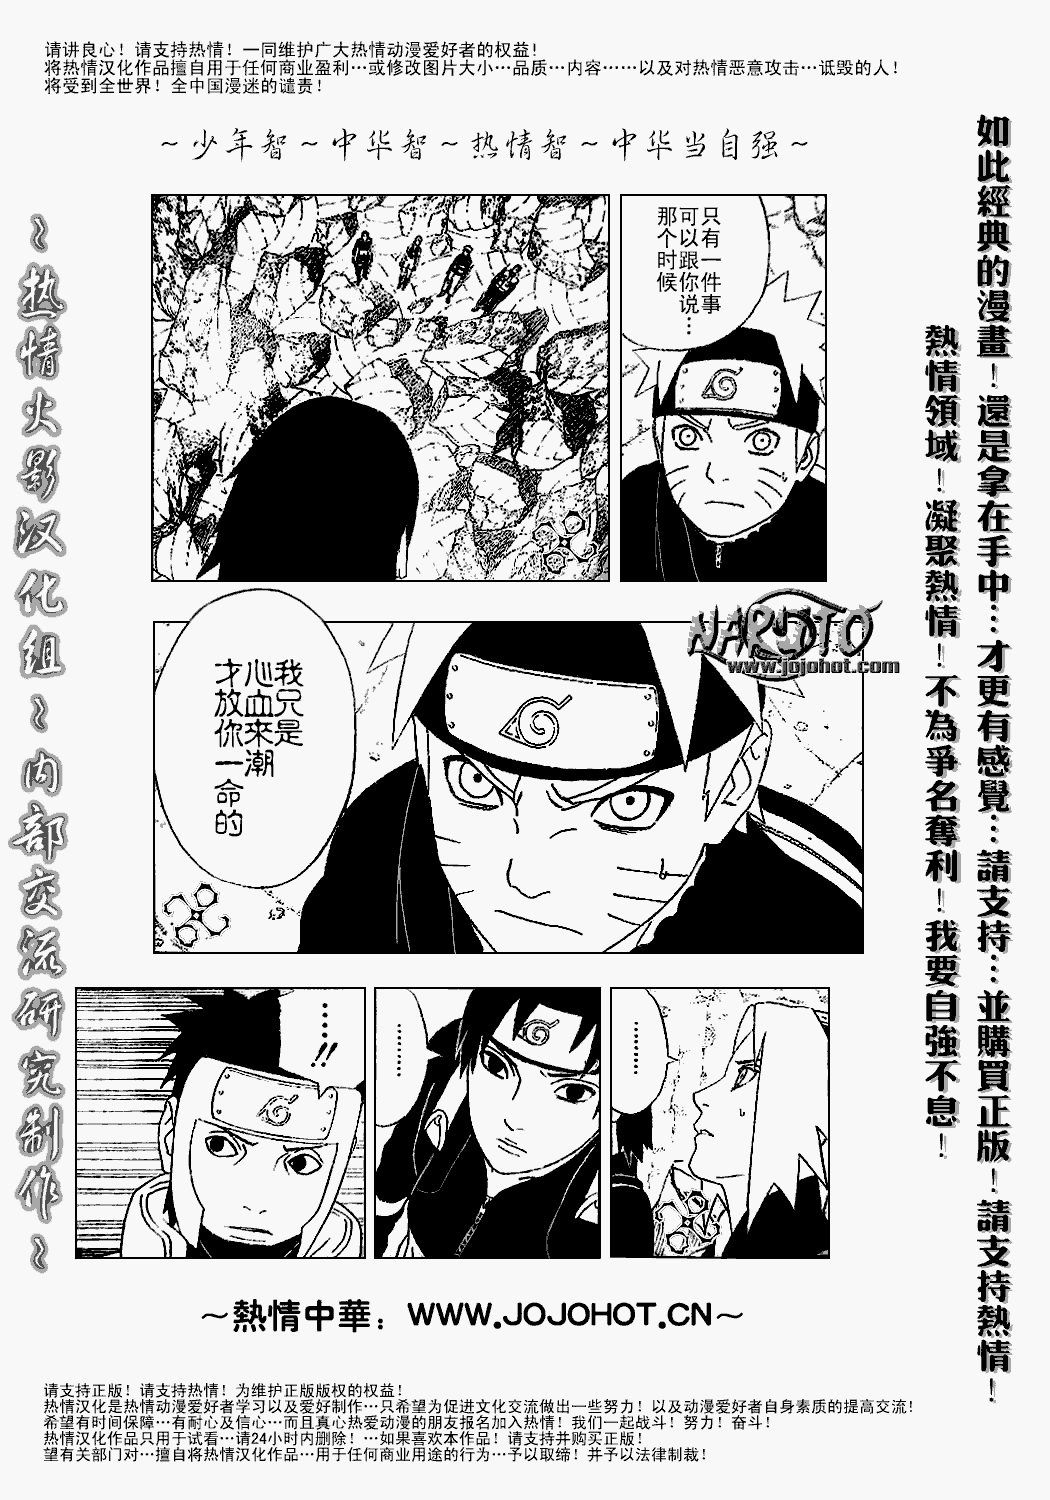 请讲良心！请支持热情！一同维护广大热情动漫爱好者的权益！
将热情汉化作品擅自用于任何商业盈利…或修改图片大小…品质…内容……以及对热情恶意攻击…诋毁的人！
将受到全世界！全中国漫迷的谴责！
～少年智～中华智～热情智～中华当自强～
如此經典的漫畫！還是拿在手中…才更有感覺…請支持…並購買正版！請支持熱情！
熱情領域！凝聚熱情！不為爭名奪利！我要自強不息！
～热情火影汉化组～内部交流研究制作～
只有一件事
可以跟你说…
那个时候
NARUTO
www.jojohot.com
我只是
心血来潮
才放你一命的
………
………
…!!
～熱情中華：WWW.JOJOHOT.CN～
请支持正版！请支持热情！为维护正版版权的权益！
热情汉化是热情动漫爱好者学习以及爱好制作…只希望为促进文化交流做出一些努力！以及动漫爱好者自身素质的提高交流！
希望有时间保障…有耐心及信心…而且真心热爱动漫的朋友报名加入热情！我们一起战斗！努力！奋斗！
热情汉化作品只用于试看…请24小时内删除！…如果喜欢本作品！请支持并购买正版！
望有关部门对…擅自将热情汉化作品…用于任何商业用途的行为…予以取缔！并予以法律制裁！